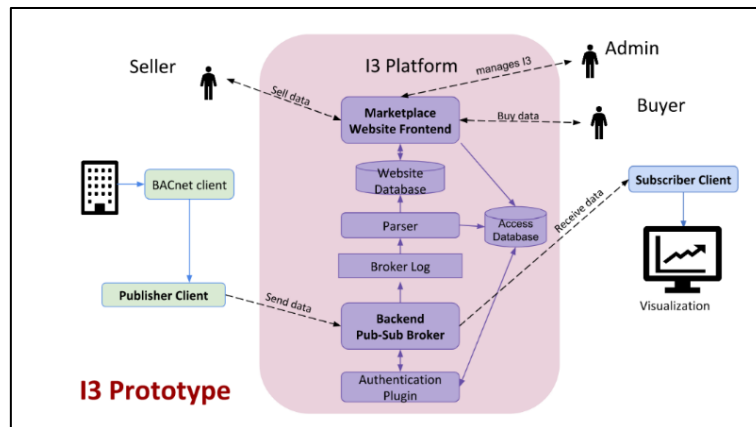 I3 Platform
Seller
Admin
manages I3
Sell data
Marketplace
Website Frontend
Buy data
Buyer
Website
Database
BACnet client
Subscriber Client
Parser
Access
Database
Receive data
Broker Log
Publisher Client
Send data
Backend
Pub-Sub Broker
Visualization
Authentication
Plugin
I3 Prototype